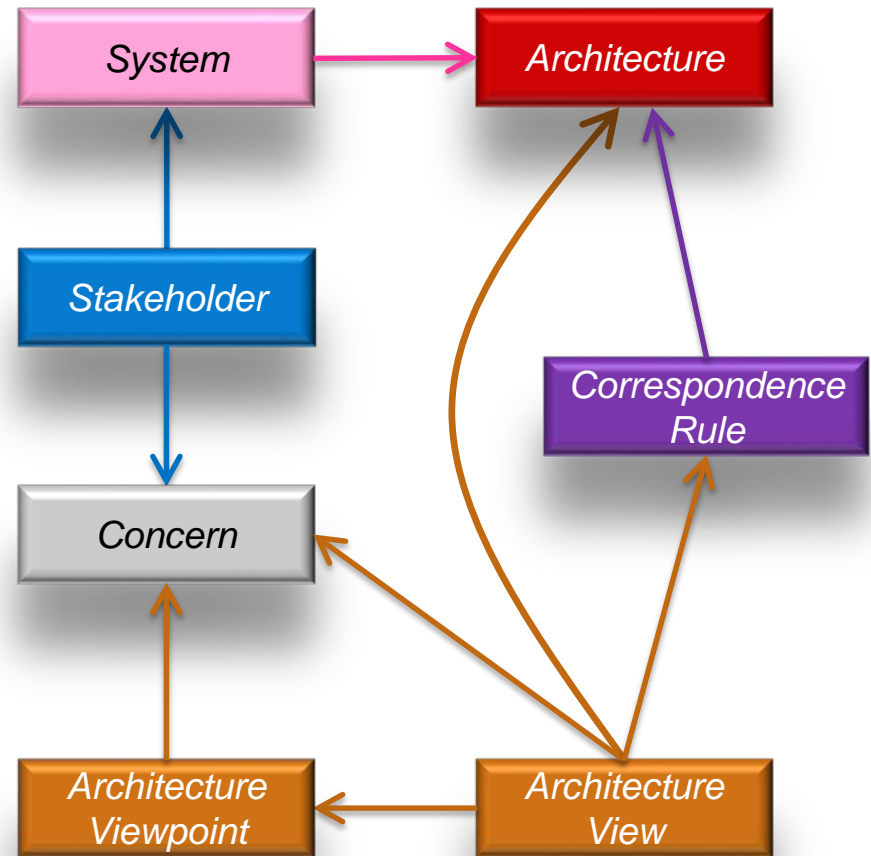 System
Architecture
Stakeholder
Correspondence
Rule
Concern
Architecture
Viewpoint
Architecture
View